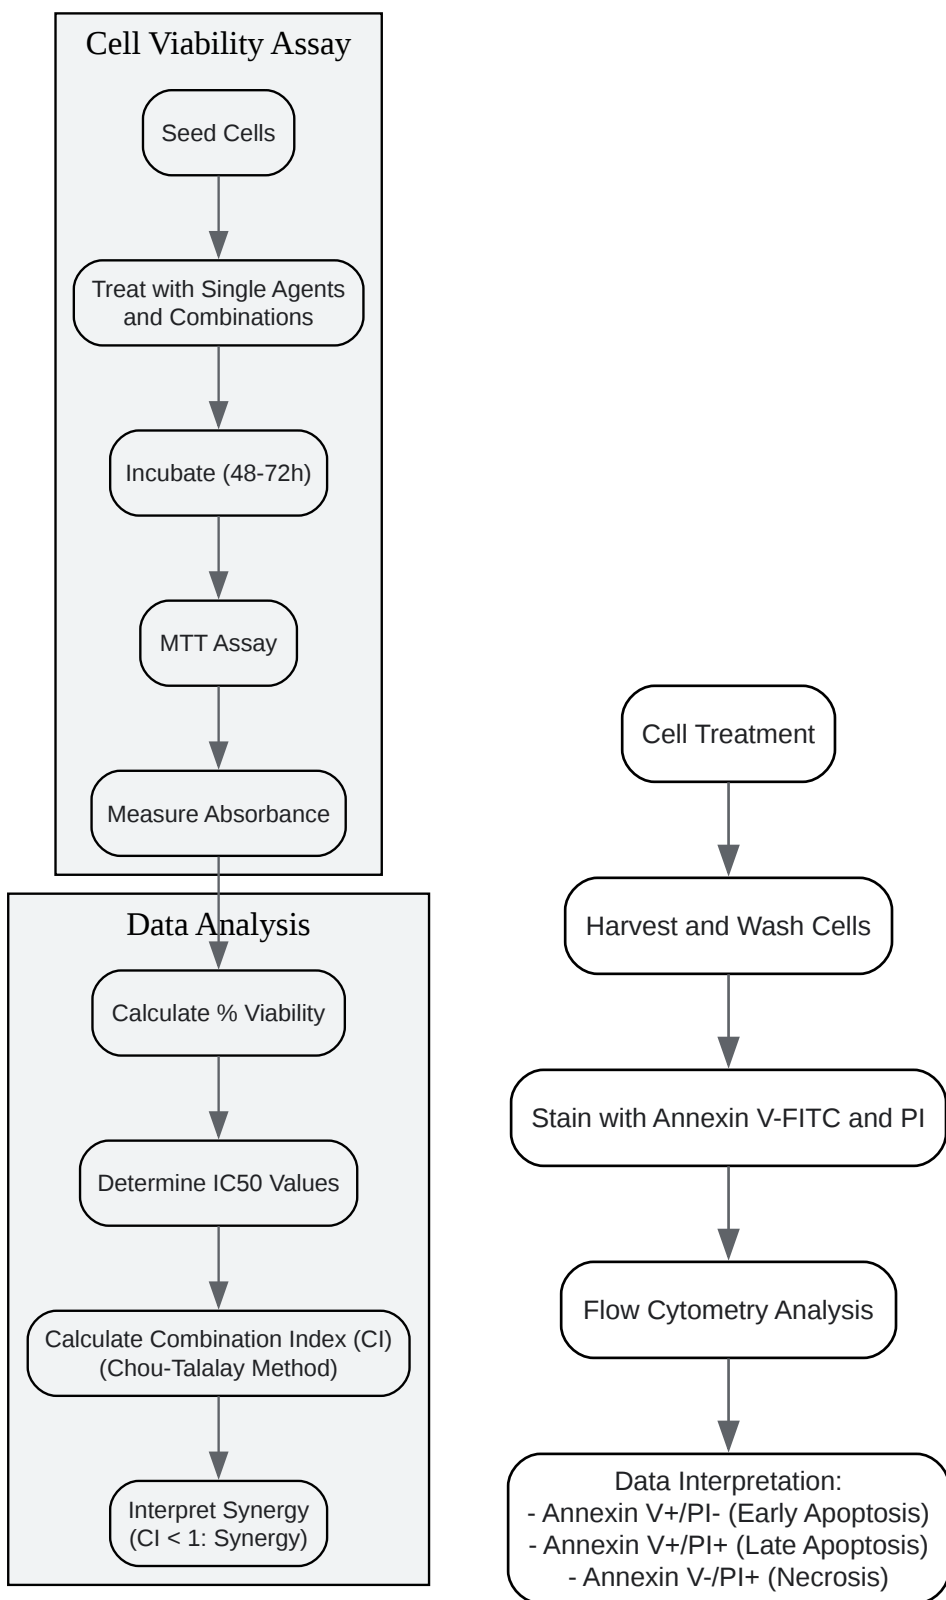 Cell Viability Assay
Seed Cells
Treat with Single Agents
and Combinations
Incubate (48-72h)
MTT Assay
Measure Absorbance
Data Analysis
Calculate % Viability
Determine IC50 Values
Calculate Combination Index (CI)
(Chou-Talalay Method)
Interpret Synergy
(CI < 1: Synergy)
Cell Treatment
Harvest and Wash Cells
Stain with Annexin V-FITC and PI
Flow Cytometry Analysis
Data Interpretation:
- Annexin V+/PI- (Early Apoptosis)
- Annexin V+/PI+ (Late Apoptosis)
- Annexin V-/PI+ (Necrosis)